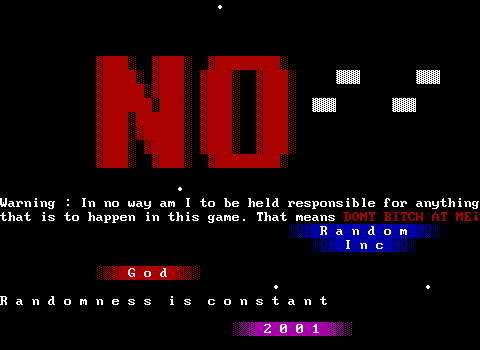 NO
Warning : In no way am I to be held responsible for anything
that is to happen in this game. That means DONT BITCH AT ME!
Random
Inc
God
Randomness is constant
2001